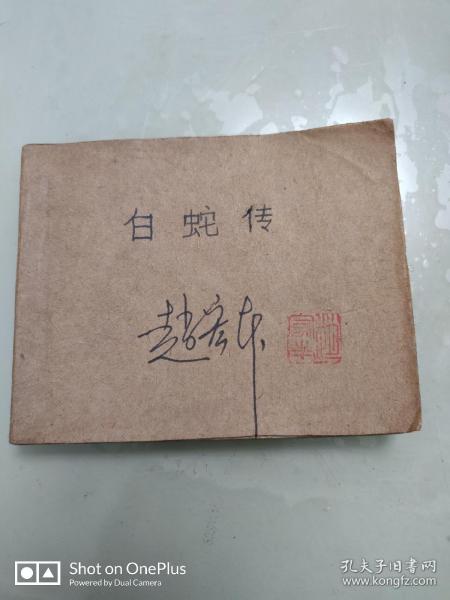 白蛇传
赵宏本
Shot on OnePlus
Powered by Dual Camera
孔夫子旧书网
www.kongfz.com